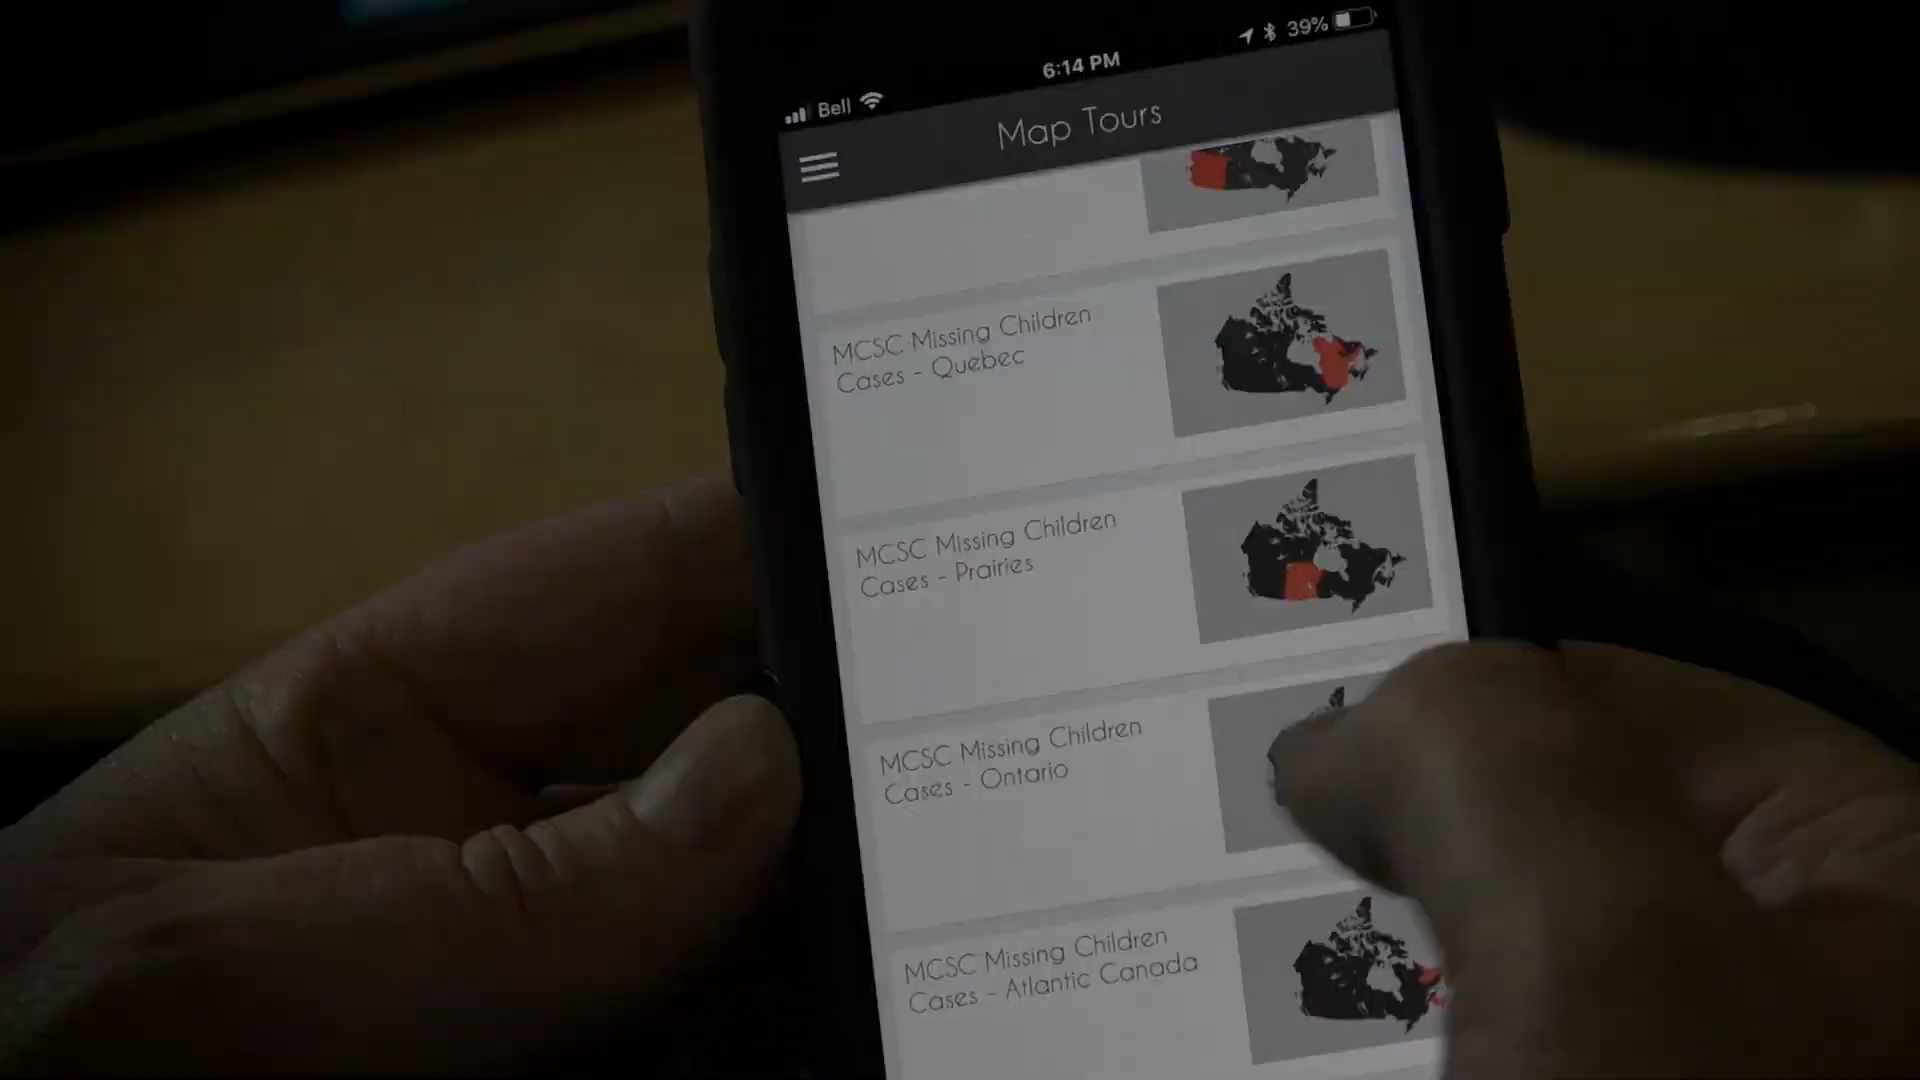 Bell
6:14 PM
39%
Map Tours
MCSC Missing Children
Cases - Quebec
MCSC Missing Children
Cases - Prairies
MCSC Missing Children
Cases - Ontario
MCSC Missing Children
Cases - Atlantic Canada